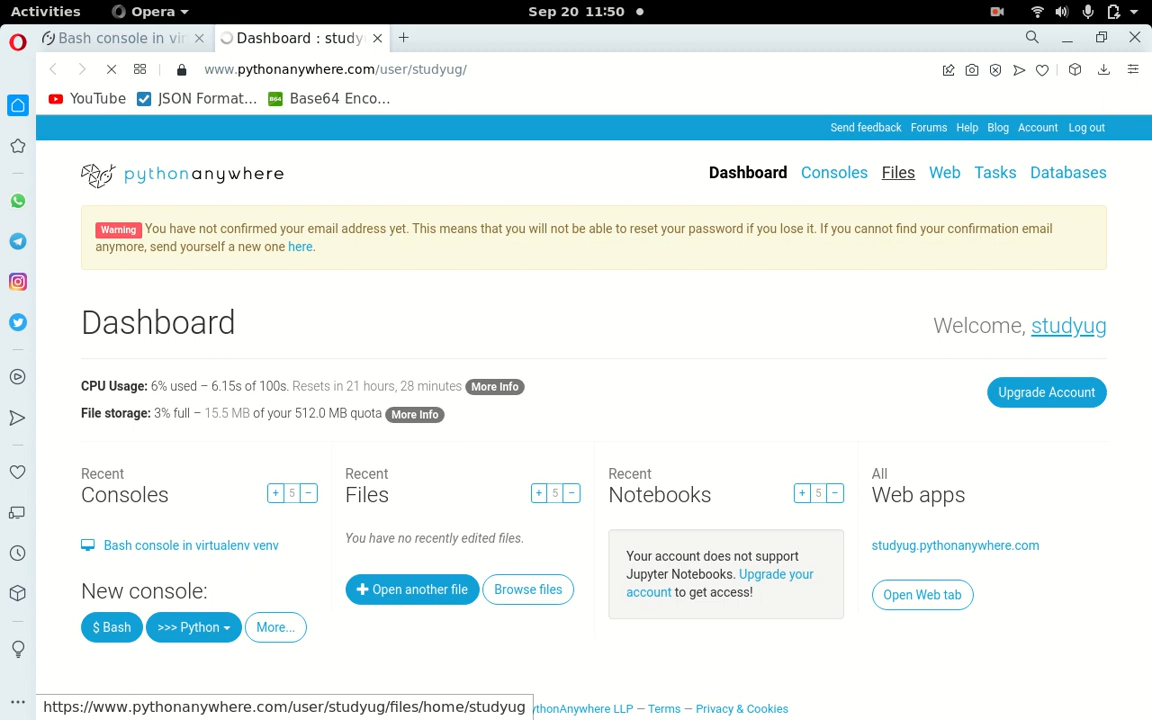 Activities Opera Sep 20 11:50
Bash console in vir Dashboard : study
www.pythonanywhere.com/user/studyug/
YouTube JSON Format... B64 Base64 Enco...
Send feedback Forums Help Blog Account Log out
pythonanywhere Dashboard Consoles Files Web Tasks Databases
Warning You have not confirmed your email address yet. This means that you will not be able to reset your password if you lose it. If you cannot find your confirmation email
anymore, send yourself a new one here.
Dashboard Welcome, studyug
CPU Usage: 6% used – 6.15s of 100s. Resets in 21 hours, 28 minutes More Info
File storage: 3% full – 15.5 MB of your 512.0 MB quota More Info
Upgrade Account
Recent
Consoles + 5 −
Bash console in virtualenv venv
New console:
$ Bash >>> Python More...
Recent
Files + 5 −
You have no recently edited files.
Open another file Browse files
Recent
Notebooks + 5 −
Your account does not support
Jupyter Notebooks. Upgrade your
account to get access!
All
Web apps
studyug.pythonanywhere.com
Open Web tab
https://www.pythonanywhere.com/user/studyug/files/home/studyug ythonAnywhere LLP — Terms — Privacy & Cookies